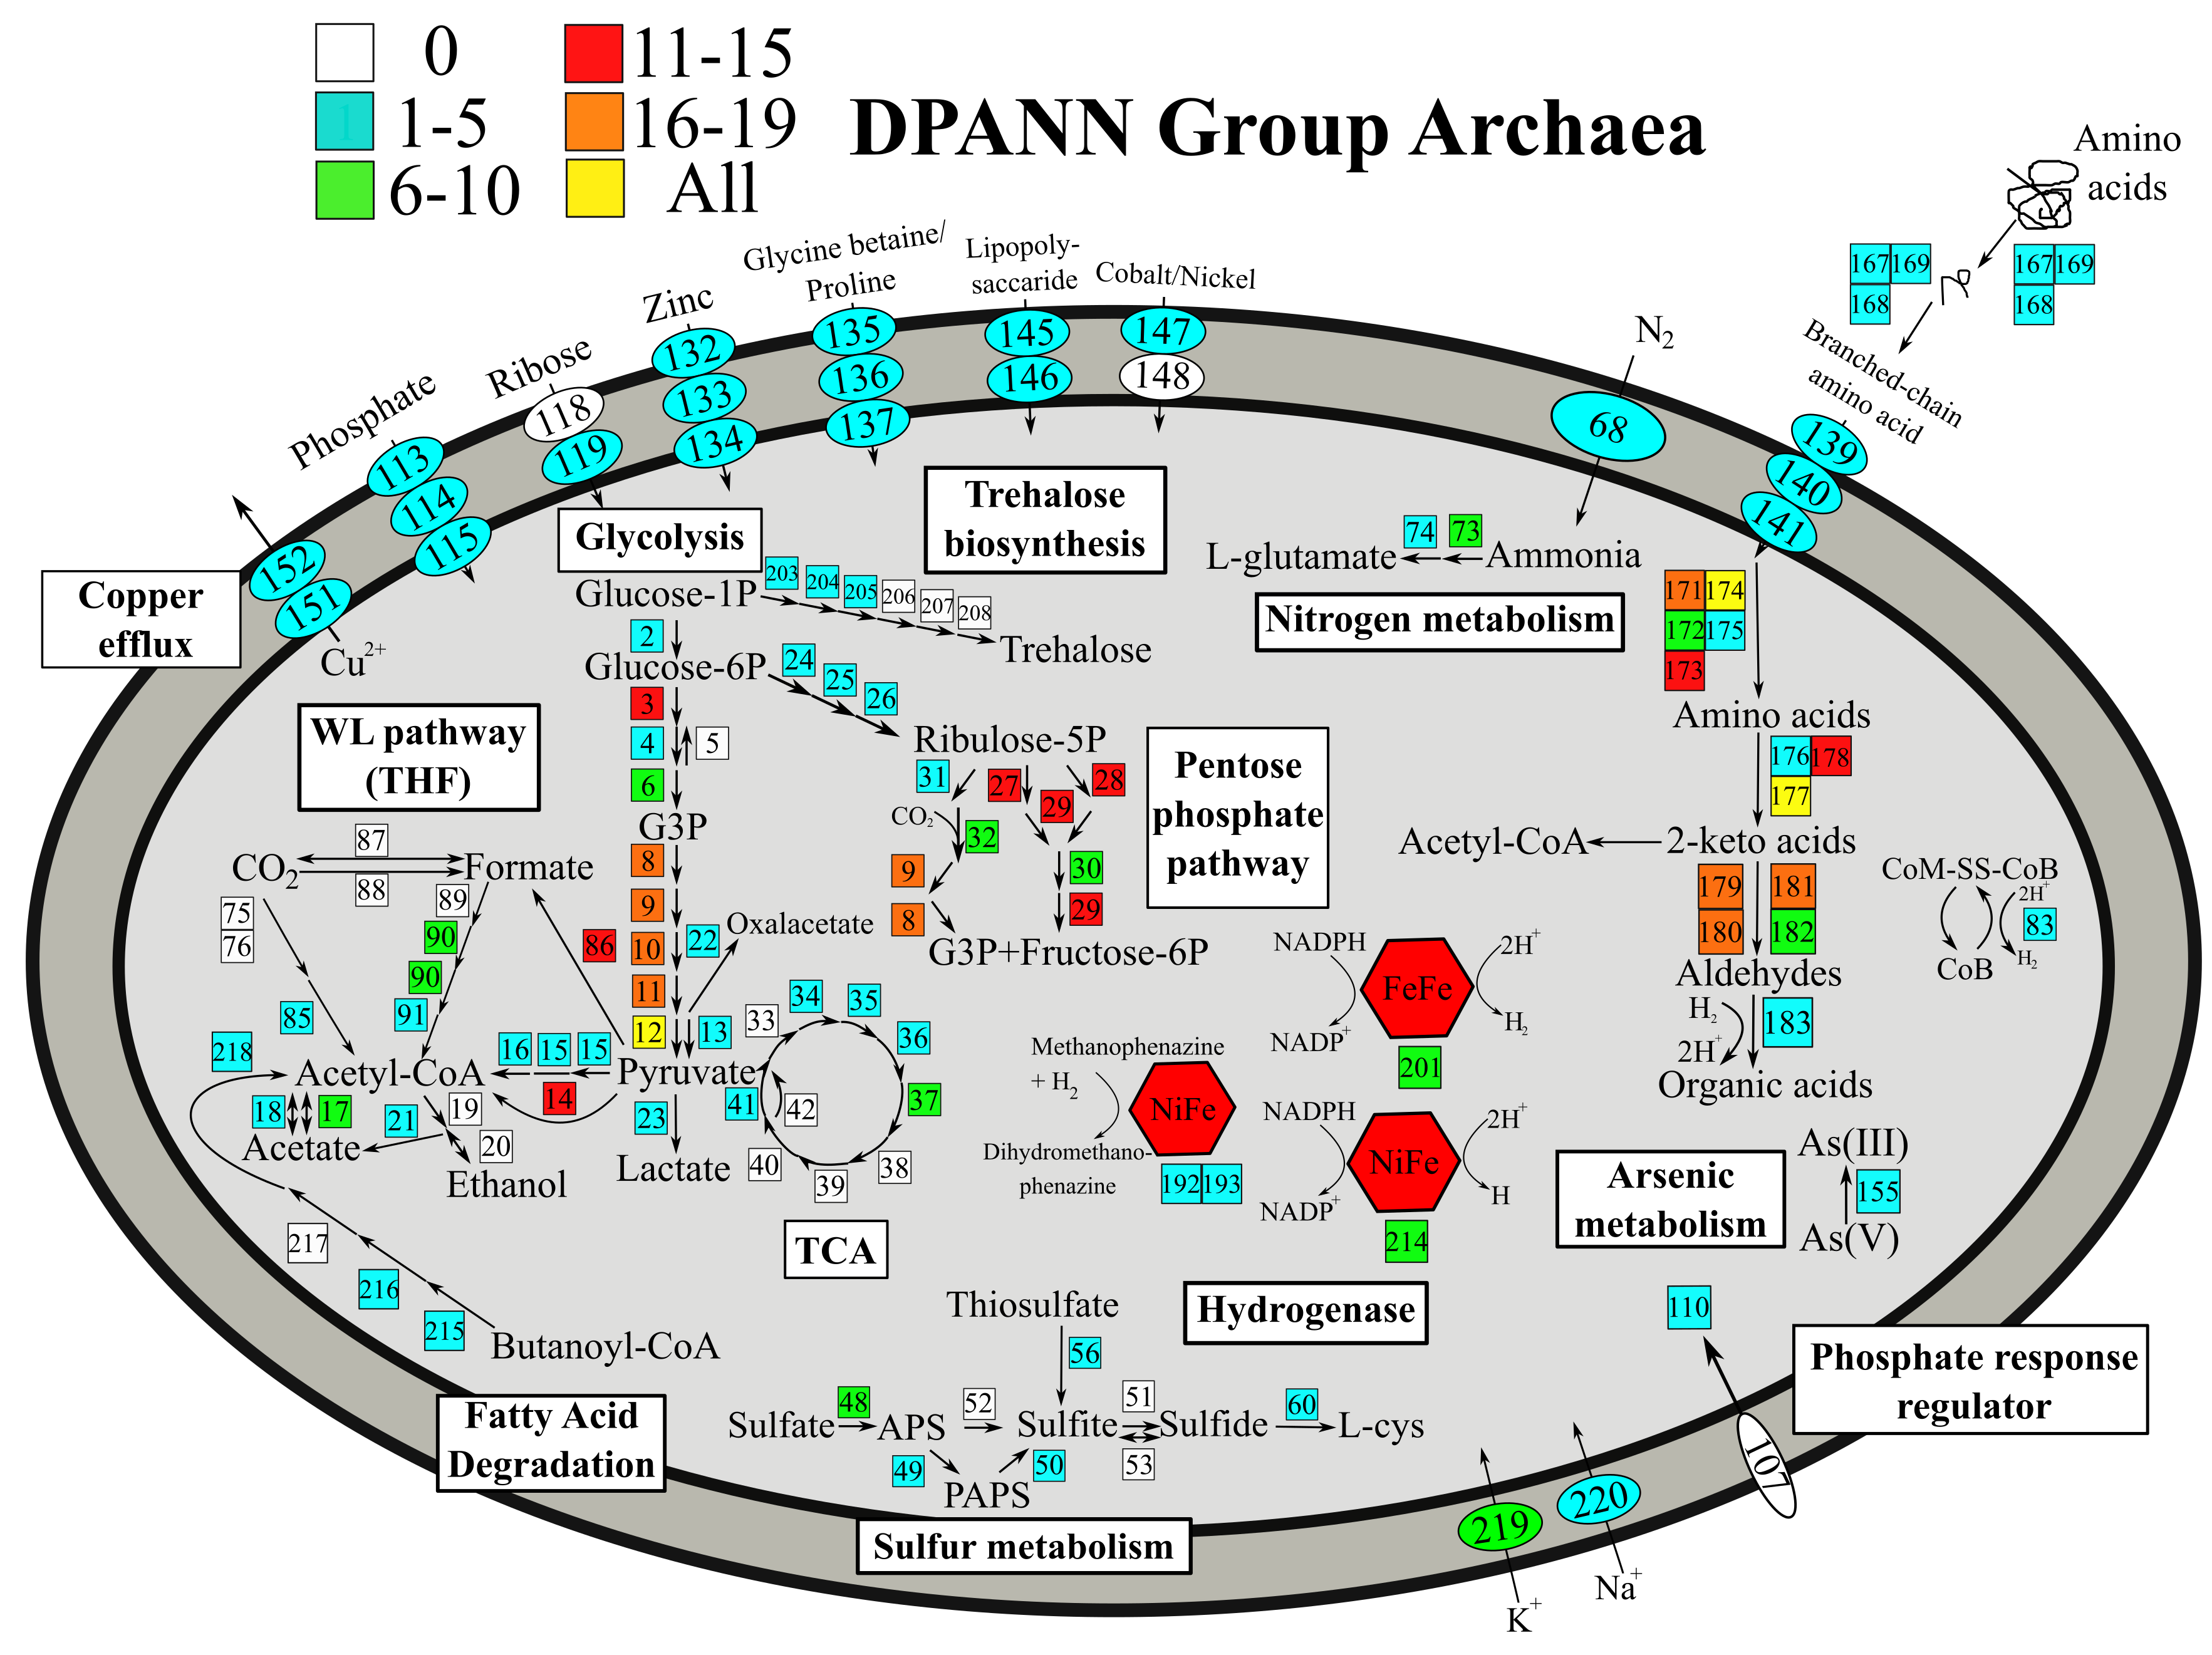 0
11-15
1
1-5
16-19
6-10
All
DPANN Group Archaea
Amino
acids
167 169
168
167 169
168
Glycine betaine/
Proline
Lipopoly-
saccaride
Cobalt/Nickel
Zinc
Ribose
Phosphate
N2
Branched-chain
amino acid
135
136
137
145
146
147
148
132
133
134
118
119
113
114
115
152
151
68
139
140
141
Copper
efflux
Cu2+
Glycolysis
Trehalose
biosynthesis
Glucose-1P
203 204 205 206 207 208
Trehalose
2
Glucose-6P
24 25 26
3
4
5
6
G3P
8
9
10
11
12
13
22
Oxalacetate
L-glutamate
74 73
Ammonia
Nitrogen metabolism
171 174
172 175
173
Amino acids
176 178
177
Acetyl-CoA
2-keto acids
179 181
180 182
Aldehydes
H2
2H+
183
Organic acids
CoM-SS-CoB
2H+
83
CoB
H2
WL pathway
(THF)
87
CO2
Formate
88
75
76
89
90
90
91
85
86
218
Acetyl-CoA
16 15 15
Pyruvate
14
18 17
21
19
20
Acetate
Ethanol
23
Lactate
217
216
215
Butanoyl-CoA
Fatty Acid
Degradation
Ribulose-5P
31
27
28
29
CO2
32
9
30
8
29
G3P+Fructose-6P
Pentose
phosphate
pathway
33
34
35
36
37
38
39
40
41
42
TCA
NADPH
FeFe
2H+
NADP+
H2
201
Methanophenazine
+ H2
NiFe
Dihydromethano-
phenazine
192 193
NADPH
NiFe
2H+
NADP+
H
214
Hydrogenase
Arsenic
metabolism
As(III)
155
As(V)
110
Phosphate response
regulator
107
Thiosulfate
56
Sulfate
48
APS
52
Sulfite
51
53
Sulfide
60
L-cys
49
50
PAPS
Sulfur metabolism
219
220
K+
Na+